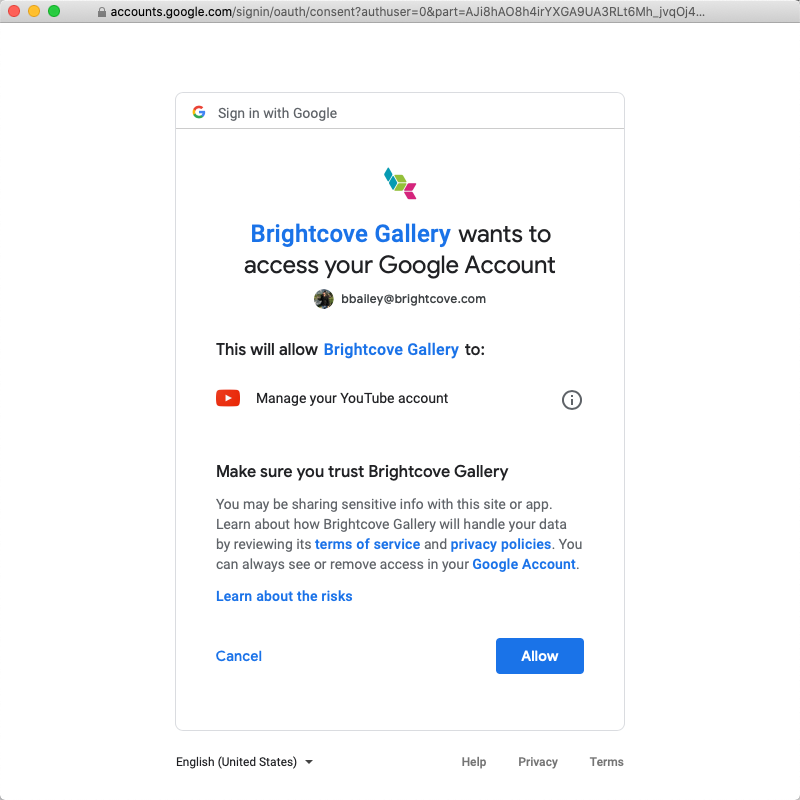 accounts.google.com/signin/oauth/consent?authuser=0&part=AJi8hAO8h4irYXGA9UA3RLt6Mh_jvqOj4...
Sign in with Google
Brightcove Gallery wants to
access your Google Account
bbailey@brightcove.com
This will allow Brightcove Gallery to:
Manage your YouTube account
Make sure you trust Brightcove Gallery
You may be sharing sensitive info with this site or app.
Learn about how Brightcove Gallery will handle your data
by reviewing its terms of service and privacy policies. You
can always see or remove access in your Google Account.
Learn about the risks
Cancel Allow
English (United States) Help Privacy Terms